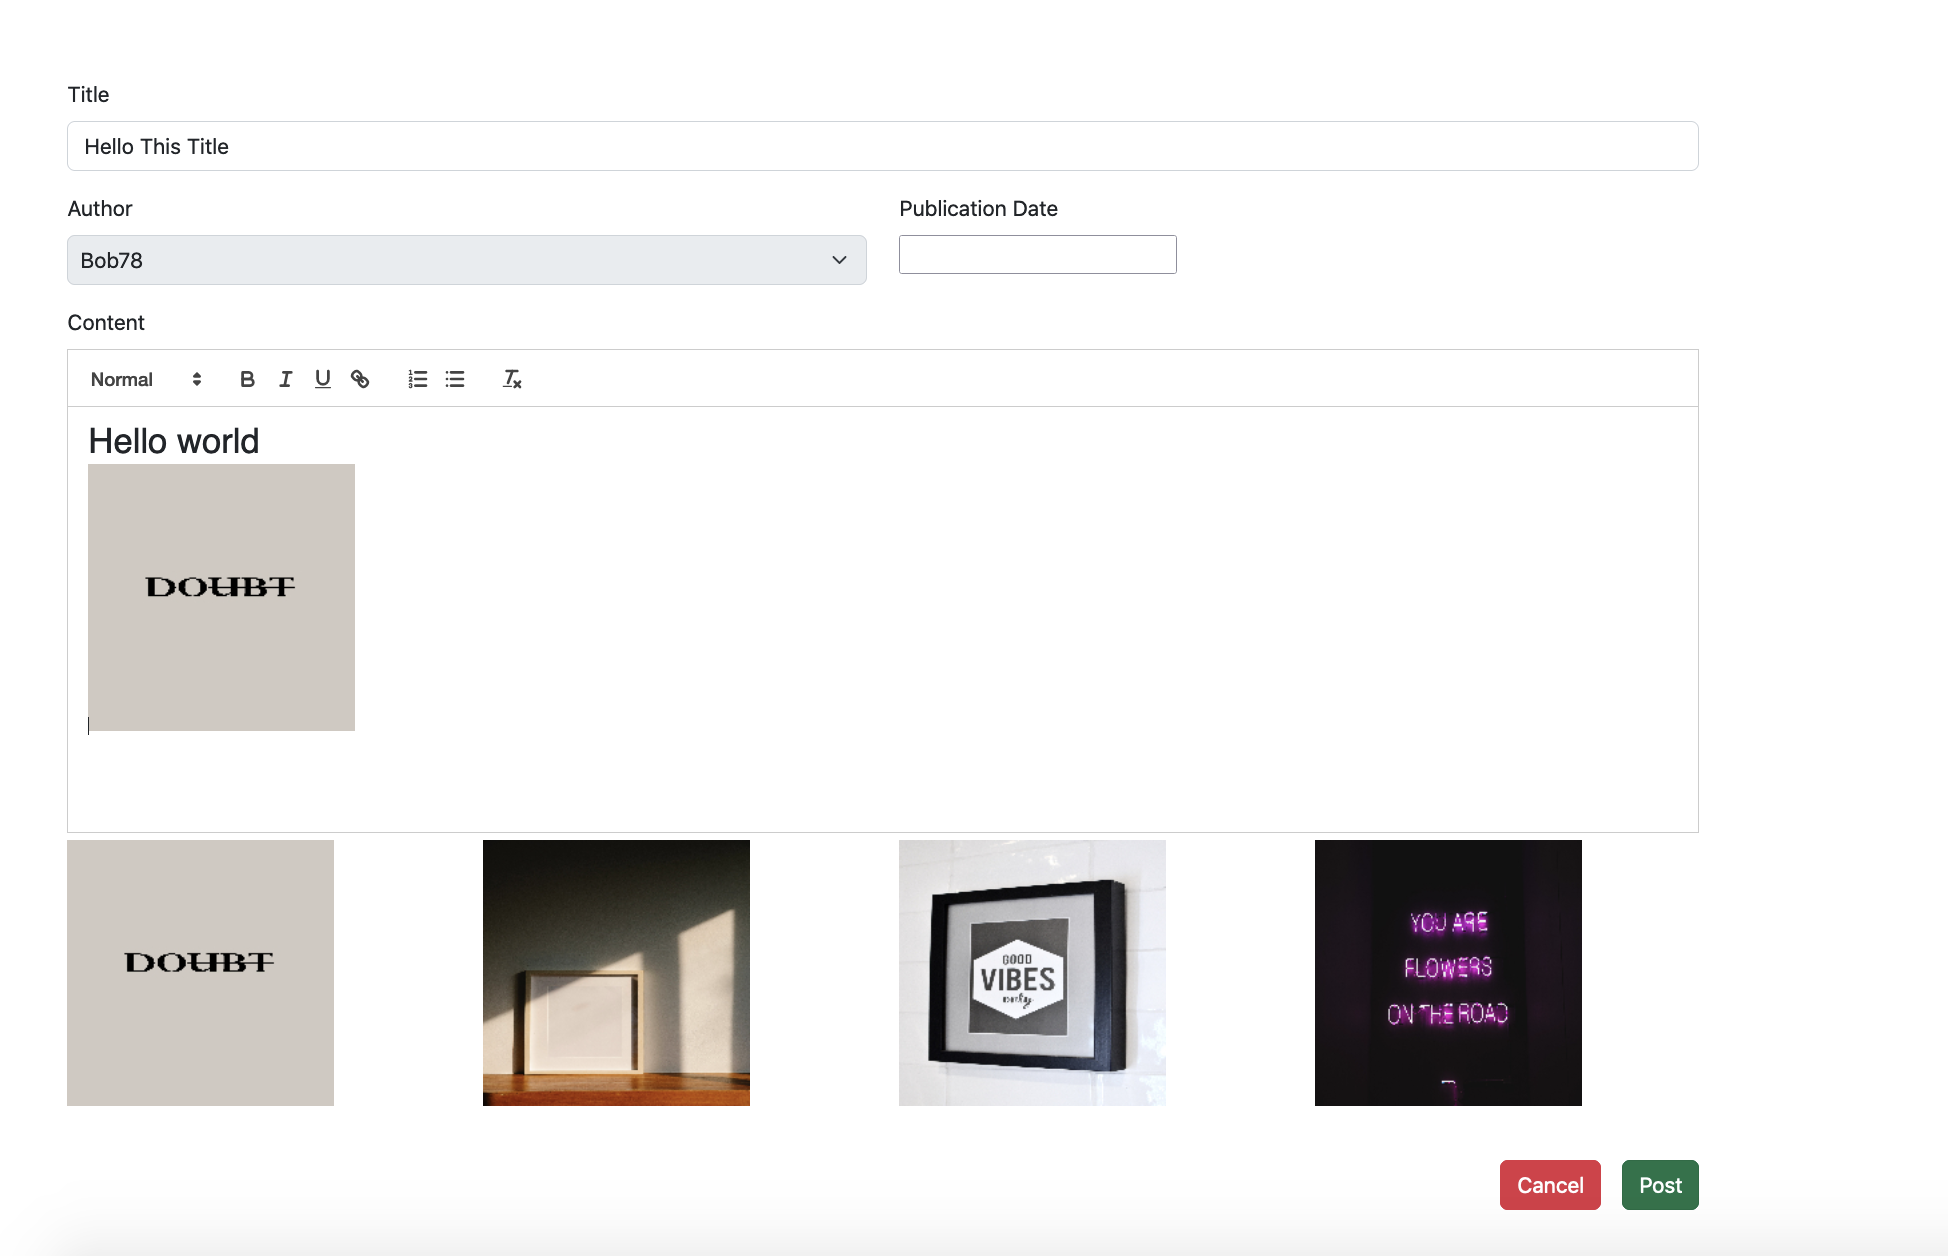 Title
Hello This Title
Author
Publication Date
Bob78
Content
Normal
Hello world
DOUBT
DOUBT
GOOD
VIBES
YOU ARE
FLOWERS
ON THE ROAD
Cancel
Post